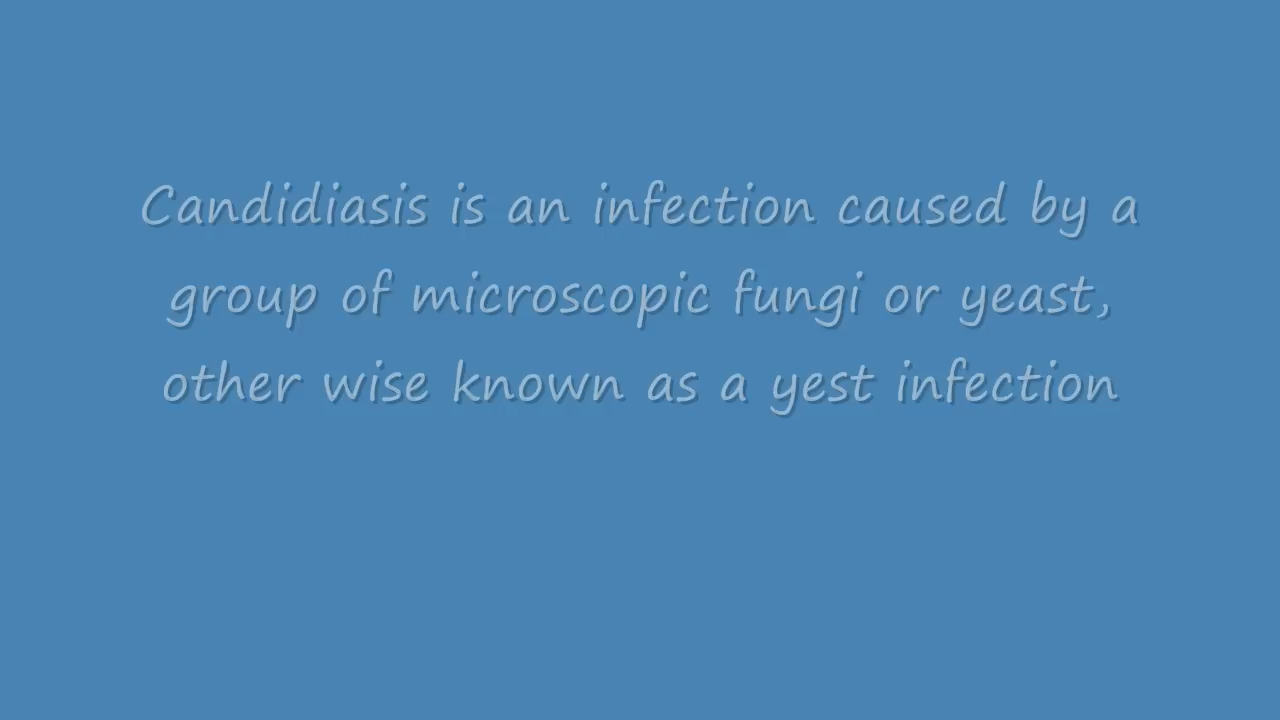 Candidiasis is an infection caused by a
group of microscopic fungi or yeast,
other wise known as a yest infection